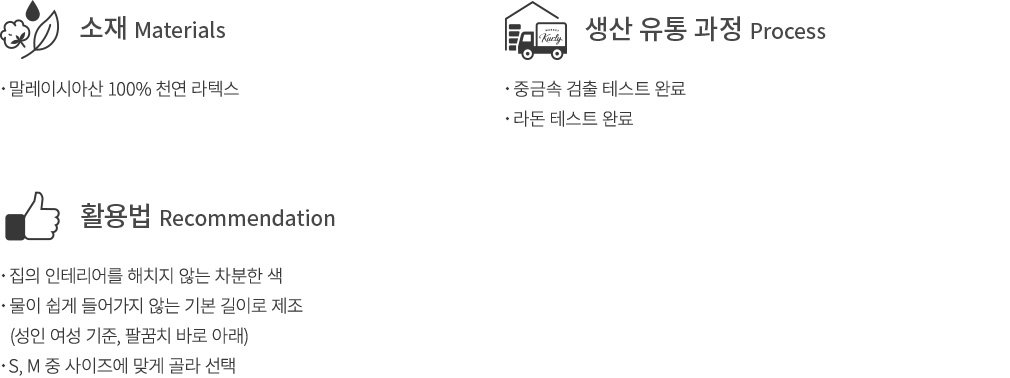 소재 Materials
· 말레이시아산 100% 천연 라텍스
Kurly
생산 유통 과정 Process
· 중금속 검출 테스트 완료
· 라돈 테스트 완료
활용법 Recommendation
· 집의 인테리어를 해치지 않는 차분한 색
· 물이 쉽게 들어가지 않는 기본 길이로 제조
(성인 여성 기준, 팔꿈치 바로 아래)
· S, M 중 사이즈에 맞게 골라 선택